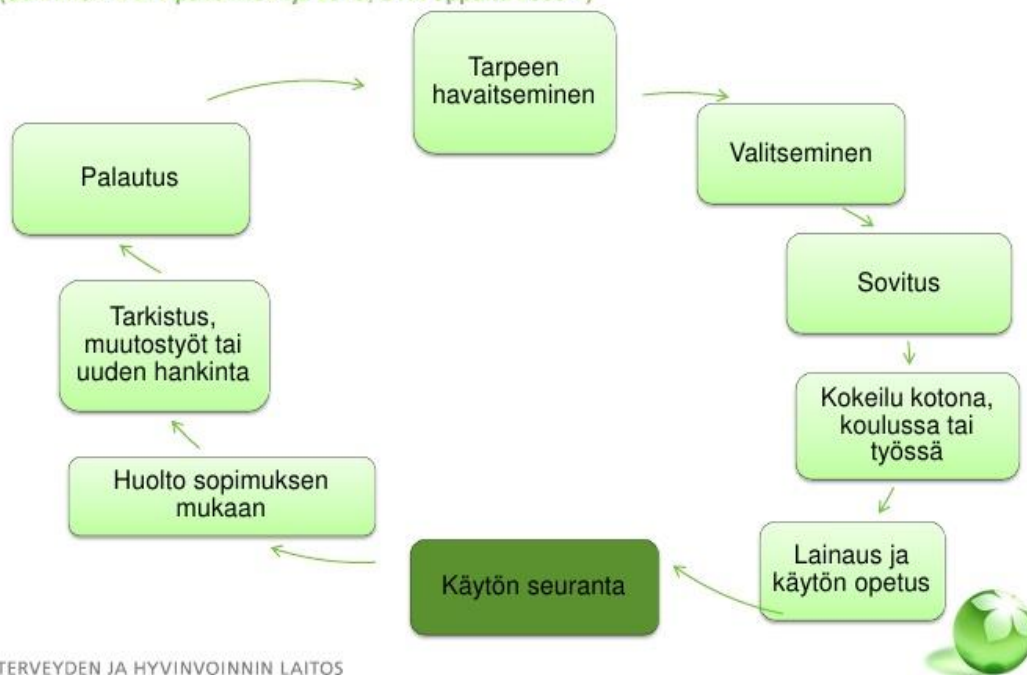 Tarpeen
havaitseminen
Valitseminen
Sovitus
Kokeilu kotona,
koulussa tai
työssä
Lainaus ja
käytön opetus
Käytön seuranta
Huolto sopimuksen
mukaan
Tarkistus,
muutostyöt tai
uuden hankinta
Palautus
TERVEYDEN JA HYVINVOINNIN LAITOS